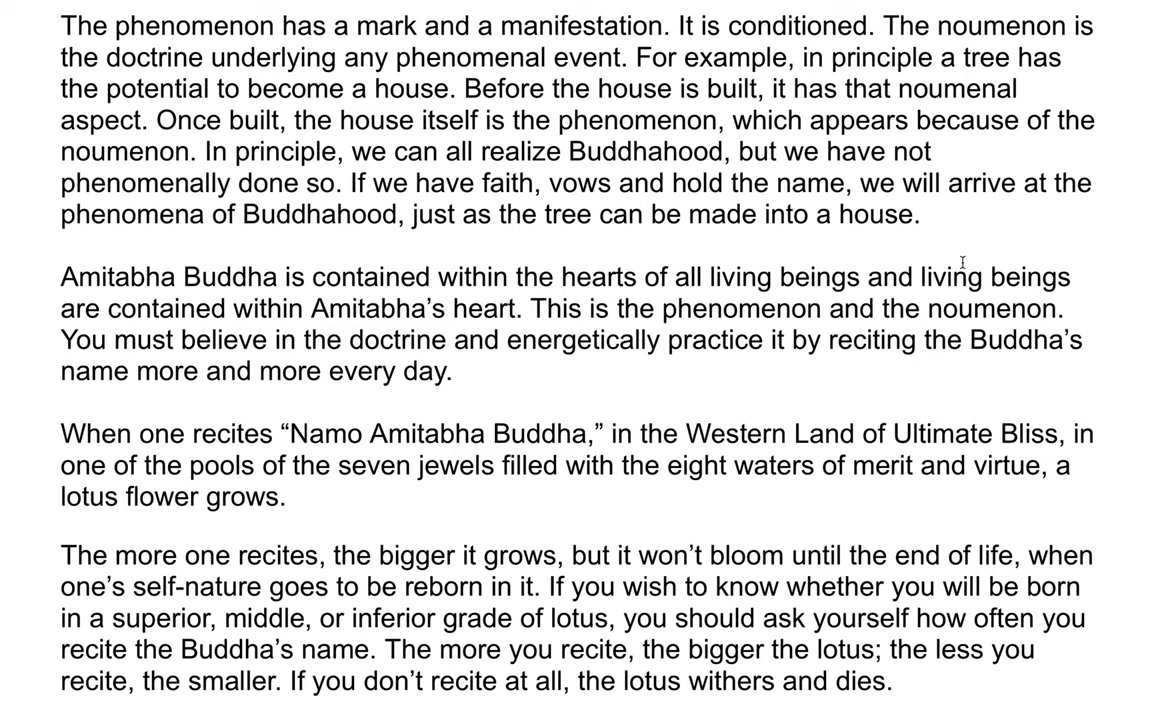 The phenomenon has a mark and a manifestation. It is conditioned. The noumenon is
the doctrine underlying any phenomenal event. For example, in principle a tree has
the potential to become a house. Before the house is built, it has that noumenal
aspect. Once built, the house itself is the phenomenon, which appears because of the
noumenon. In principle, we can all realize Buddhahood, but we have not
phenomenally done so. If we have faith, vows and hold the name, we will arrive at the
phenomena of Buddhahood, just as the tree can be made into a house.
Amitabha Buddha is contained within the hearts of all living beings and living beings
are contained within Amitabha’s heart. This is the phenomenon and the noumenon.
You must believe in the doctrine and energetically practice it by reciting the Buddha’s
name more and more every day.
When one recites “Namo Amitabha Buddha,” in the Western Land of Ultimate Bliss, in
one of the pools of the seven jewels filled with the eight waters of merit and virtue, a
lotus flower grows.
The more one recites, the bigger it grows, but it won’t bloom until the end of life, when
one’s self-nature goes to be reborn in it. If you wish to know whether you will be born
in a superior, middle, or inferior grade of lotus, you should ask yourself how often you
recite the Buddha’s name. The more you recite, the bigger the lotus; the less you
recite, the smaller. If you don’t recite at all, the lotus withers and dies.